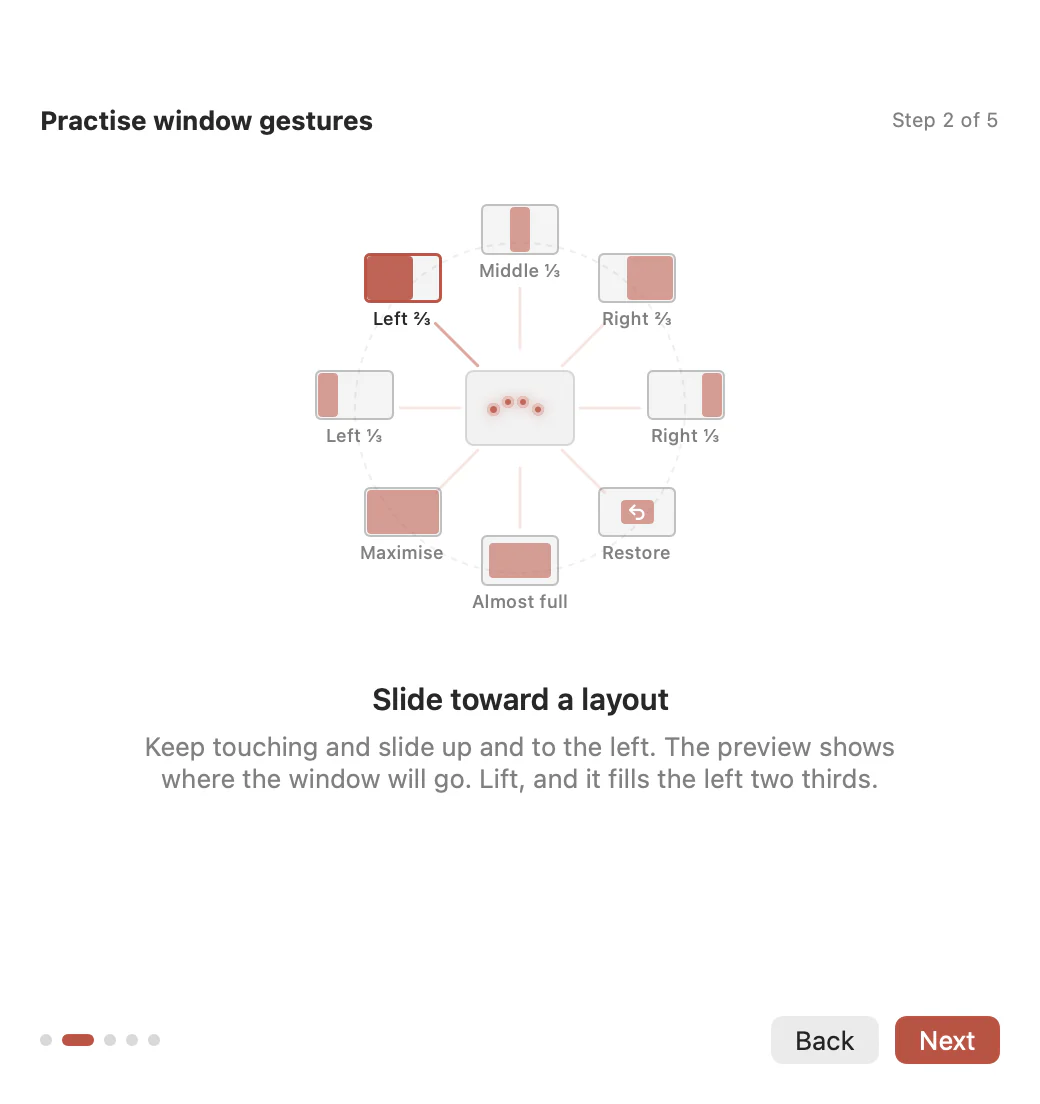 Practise window gestures
Step 2 of 5
Middle ⅓
Left ⅔
Right ⅔
Left ⅓
Right ⅓
Maximise
Restore
Almost full
Slide toward a layout
Keep touching and slide up and to the left. The preview shows
where the window will go. Lift, and it fills the left two thirds.
Back
Next